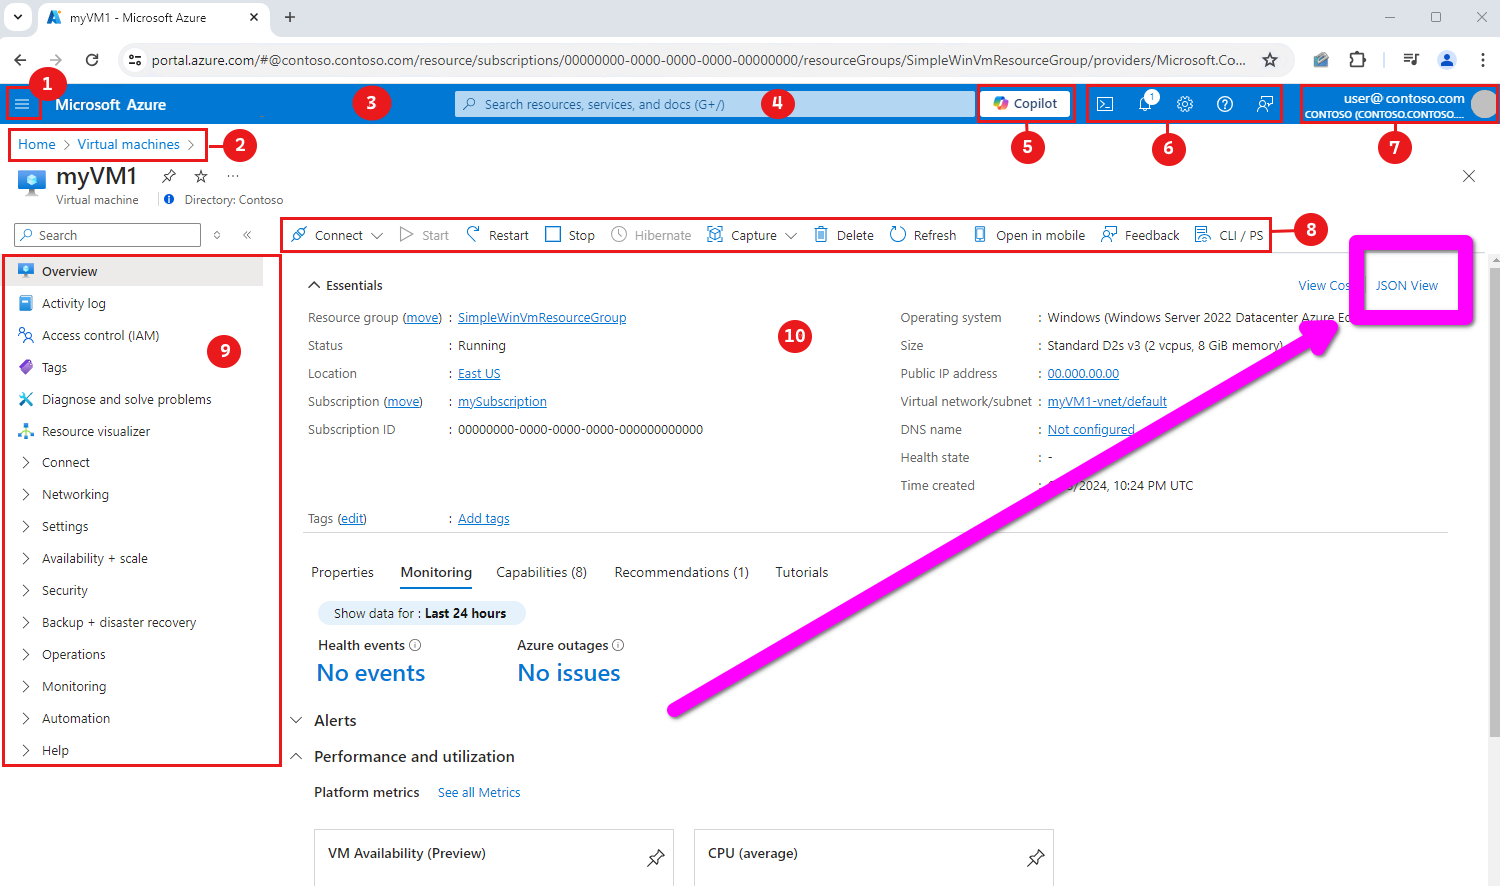 myVM1 - Microsoft Azure
portal.azure.com/#@contoso.contoso.com/resource/subscriptions/00000000-0000-0000-0000-00000000/resourceGroups/SimpleWinVmResourceGroup/providers/Microsoft.Co...
1
Microsoft Azure
3
Search resources, services, and docs (G+/)
4
Copilot
1
user@contoso.com
CONTOSO (CONTOSO.CONTOSO....
Home > Virtual machines >
2
5
6
7
myVM1
...
Virtual machine
Directory: Contoso
Search
Connect
Start
Restart
Stop
Hibernate
Capture
Delete
Refresh
Open in mobile
Feedback
CLI / PS
8
Overview
Activity log
Access control (IAM)
9
Tags
Diagnose and solve problems
Resource visualizer
Connect
Networking
Settings
Availability + scale
Security
Backup + disaster recovery
Operations
Monitoring
Automation
Help
Essentials
View Cos
JSON View
Resource group (move) : SimpleWinVmResourceGroup
Status : Running
Location : East US
Subscription (move) : mySubscription
Subscription ID : 00000000-0000-0000-0000-000000000000
10
Operating system : Windows (Windows Server 2022 Datacenter Azure Ed
Size : Standard D2s v3 (2 vcpus, 8 GiB memory)
Public IP address : 00.000.00.00
Virtual network/subnet : myVM1-vnet/default
DNS name : Not configured
Health state : -
Time created : /2024, 10:24 PM UTC
Tags (edit) : Add tags
Properties
Monitoring
Capabilities (8)
Recommendations (1)
Tutorials
Show data for : Last 24 hours
Health events
Azure outages
No events
No issues
Alerts
Performance and utilization
Platform metrics
See all Metrics
VM Availability (Preview)
CPU (average)